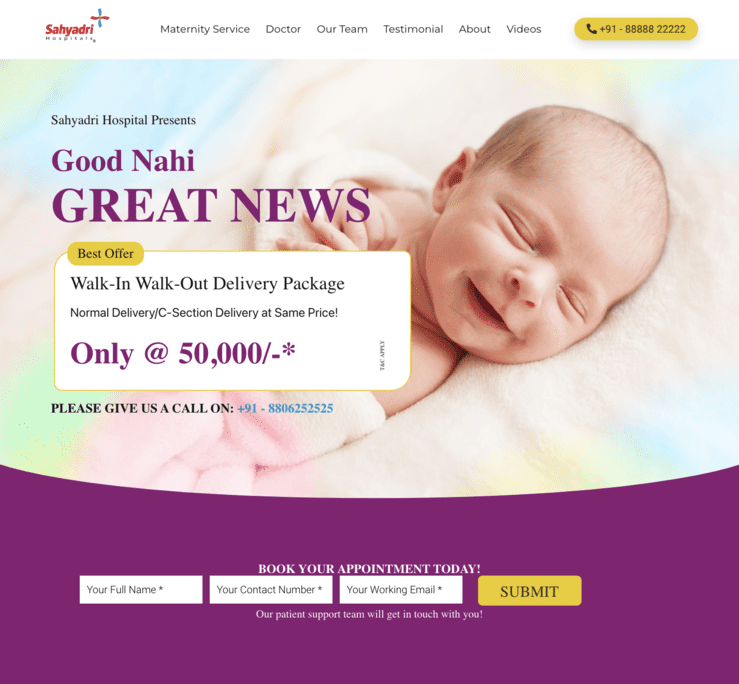 Sahyadri
Hospitals
Maternity Service Doctor Our Team Testimonial About Videos +91 - 88888 22222
Sahyadri Hospital Presents
Good Nahi
GREAT NEWS
Best Offer
Walk-In Walk-Out Delivery Package
Normal Delivery/C-Section Delivery at Same Price!
Only @ 50,000/-*
T&C APPLY
PLEASE GIVE US A CALL ON: +91 - 8806252525
BOOK YOUR APPOINTMENT TODAY!
Your Full Name * Your Contact Number * Your Working Email * SUBMIT
Our patient support team will get in touch with you!